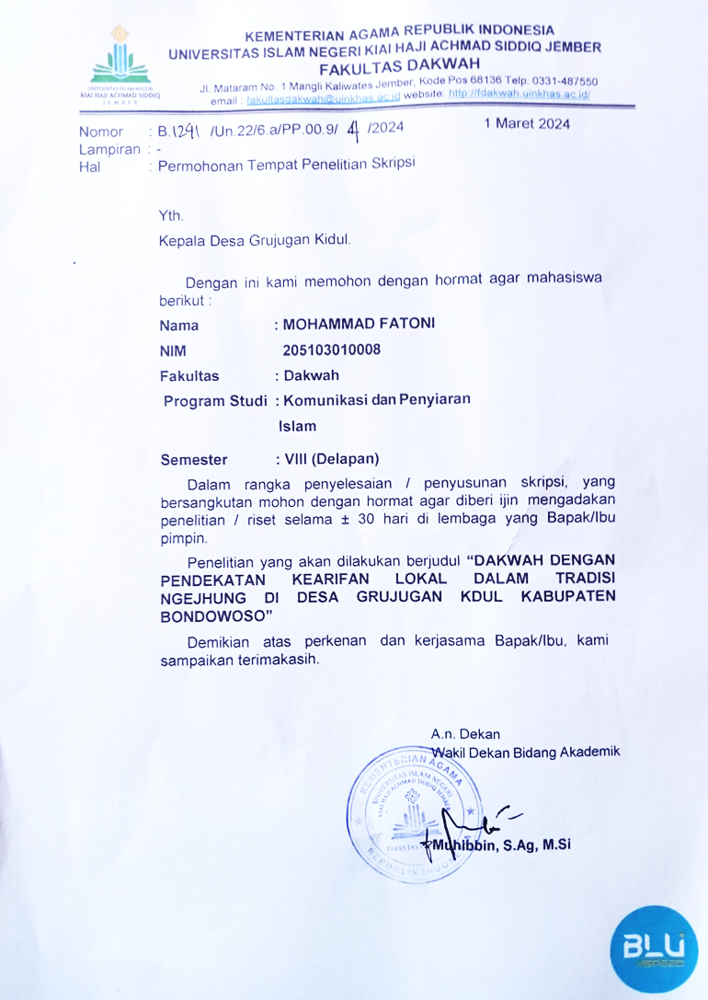 KEMENTERIAN AGAMA REPUBLIK INDONESIA
UNIVERSITAS ISLAM NEGERI KIAI HAJI ACHMAD SIDDIQ JEMBER
FAKULTAS DAKWAH
Jl. Mataram No. 1 Mangli Kaliwates Jember, Kode Pos 68136 Telp. 0331-487550
email : fakultasdakwah@uinkhas.ac.id website: http://fdakwah.uinkhas.ac.id/
UNIVERSITAS ISLAM NEGERI
KIAI HAJI ACHMAD SIDDIQ
JEMBER
Nomor : B.1291 /Un.22/6.a/PP.00.9/ 4 /2024 1 Maret 2024
Lampiran : -
Hal : Permohonan Tempat Penelitian Skripsi
Yth.
Kepala Desa Grujugan Kidul.
Dengan ini kami memohon dengan hormat agar mahasiswa
berikut :
Nama : MOHAMMAD FATONI
NIM 205103010008
Fakultas : Dakwah
Program Studi : Komunikasi dan Penyiaran
Islam
Semester : VIII (Delapan)
Dalam rangka penyelesaian / penyusunan skripsi, yang
bersangkutan mohon dengan hormat agar diberi ijin mengadakan
penelitian / riset selama ± 30 hari di lembaga yang Bapak/Ibu
pimpin.
Penelitian yang akan dilakukan berjudul “DAKWAH DENGAN
PENDEKATAN KEARIFAN LOKAL DALAM TRADISI
NGEJHUNG DI DESA GRUJUGAN KDUL KABUPATEN
BONDOWOSO”
Demikian atas perkenan dan kerjasama Bapak/Ibu, kami
sampaikan terimakasih.
A.n. Dekan
Wakil Dekan Bidang Akademik
KEMENTERIAN AGAMA
UNIVERSITAS ISLAM NEGERI
KIAI HAJI ACHMAD SIDDIQ JEMBER
FAKULTAS
REPUBLIK INDONESIA
Muhibbin, S.Ag, M.Si
BLU
SPEED